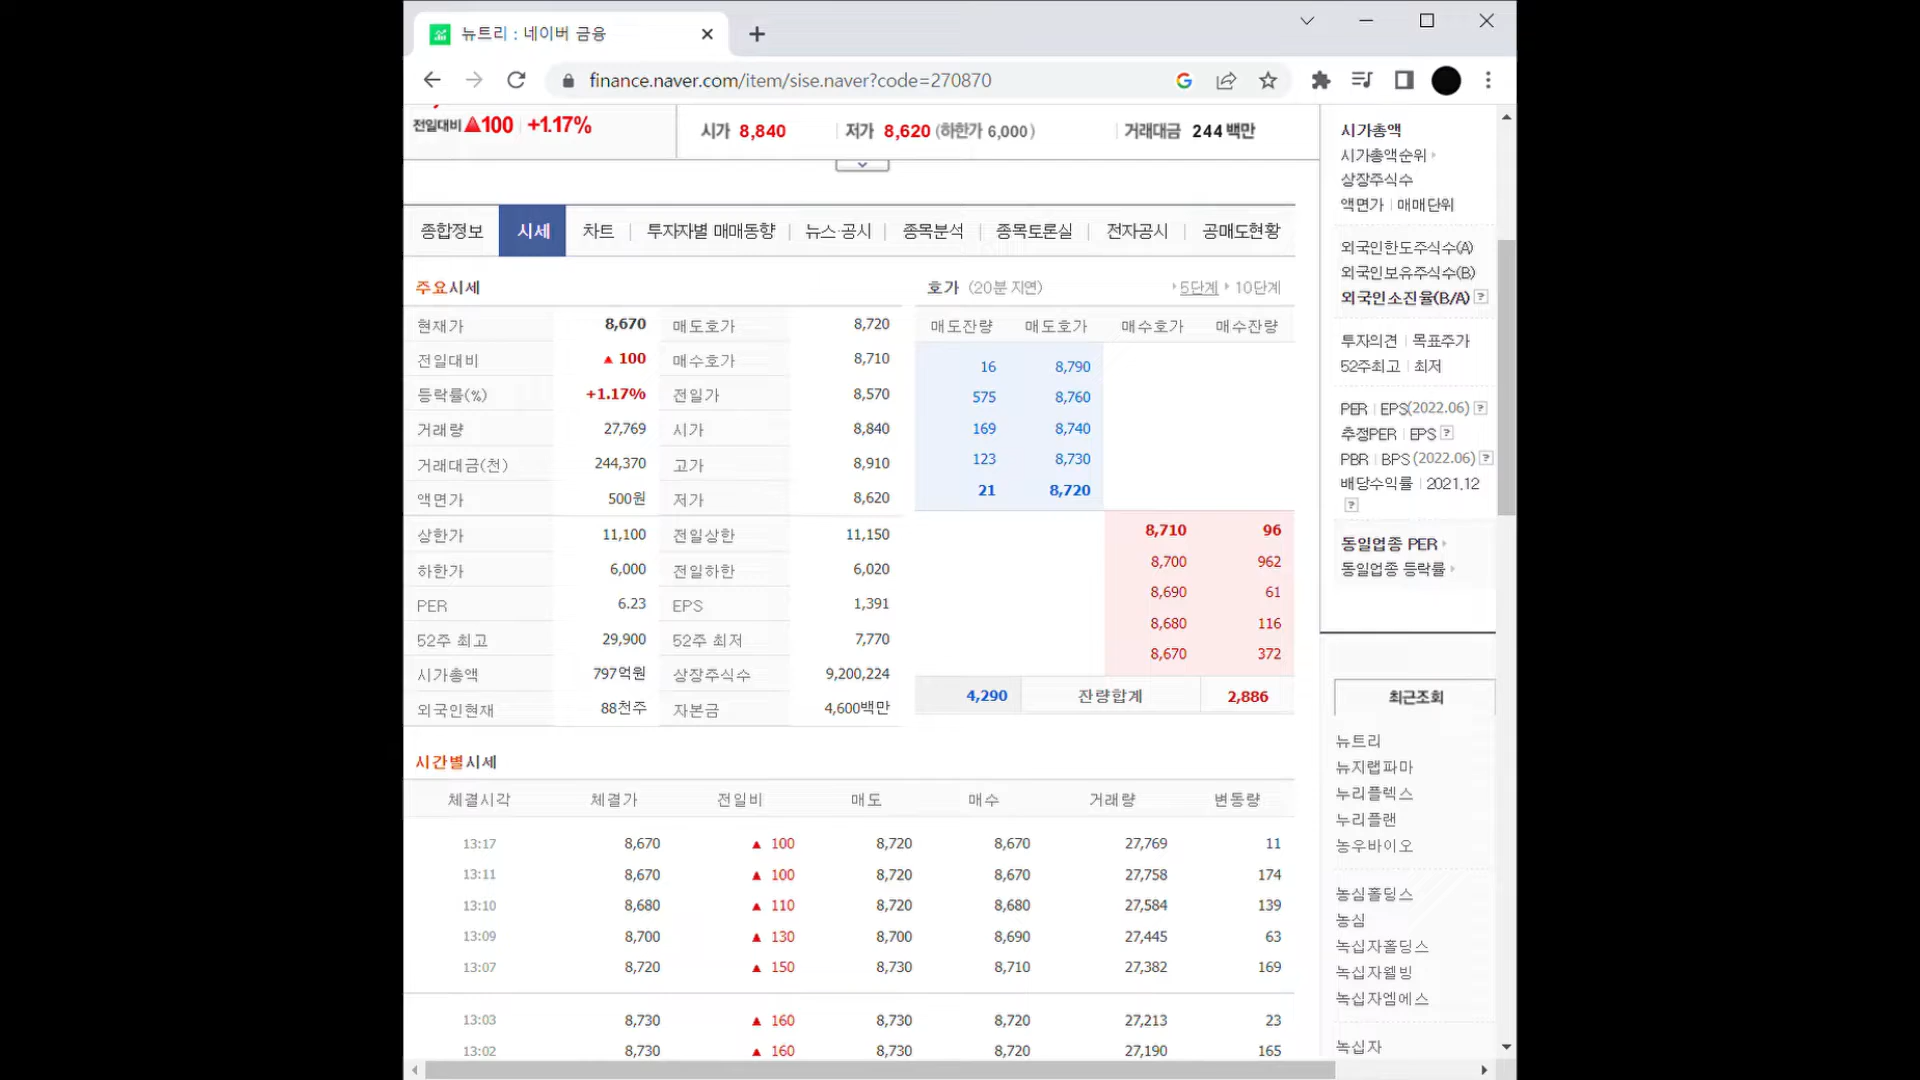 뉴트리 : 네이버 금융
finance.naver.com/item/sise.naver?code=270870
전일대비 ▲100 +1.17%
시가 8,840 저가 8,620 (하한가 6,000) 거래대금 244 백만
종합정보 시세 차트 투자자별 매매동향 뉴스·공시 종목분석 종목토론실 전자공시 공매도현황
주요시세
현재가 8,670 매도호가 8,720
전일대비 ▲ 100 매수호가 8,710
등락률(%) +1.17% 전일가 8,570
거래량 27,769 시가 8,840
거래대금(천) 244,370 고가 8,910
액면가 500원 저가 8,620
상한가 11,100 전일상한 11,150
하한가 6,000 전일하한 6,020
PER 6.23 EPS 1,391
52주 최고 29,900 52주 최저 7,770
시가총액 797억원 상장주식수 9,200,224
외국인현재 88천주 자본금 4,600백만
호가 (20분 지연) 5단계 10단계
매도잔량 매도호가 매수호가 매수잔량
16 8,790
575 8,760
169 8,740
123 8,730
21 8,720
8,710 96
8,700 962
8,690 61
8,680 116
8,670 372
4,290 잔량합계 2,886
시간별시세
체결시각 체결가 전일비 매도 매수 거래량 변동량
13:17 8,670 ▲ 100 8,720 8,670 27,769 11
13:11 8,670 ▲ 100 8,720 8,670 27,758 174
13:10 8,680 ▲ 110 8,720 8,680 27,584 139
13:09 8,700 ▲ 130 8,700 8,690 27,445 63
13:07 8,720 ▲ 150 8,730 8,710 27,382 169
13:03 8,730 ▲ 160 8,730 8,720 27,213 23
13:02 8,730 ▲ 160 8,730 8,720 27,190 165
시가총액
시가총액순위
상장주식수
액면가 | 매매단위
외국인한도주식수(A)
외국인보유주식수(B)
외국인소진율(B/A) ?
투자의견 | 목표주가
52주최고 | 최저
PER | EPS(2022.06) ?
추정PER | EPS ?
PBR | BPS (2022.06) ?
배당수익률 | 2021.12
?
동일업종 PER
동일업종 등락률
최근조회
뉴트리
뉴지랩파마
누리플렉스
누리플랜
농우바이오
농심홀딩스
농심
녹십자홀딩스
녹십자웰빙
녹십자엠에스
녹십자